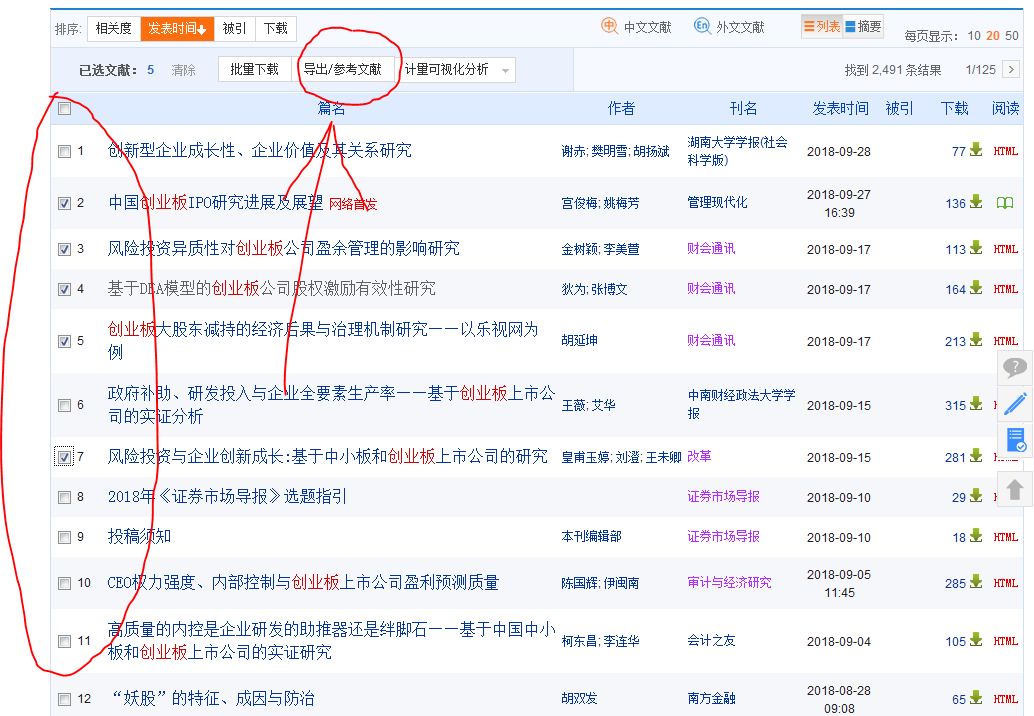 排序: 相关度 发表时间 被引 下载 中 中文文献 En 外文文献 列表 摘要 每页显示: 10 20 50
已选文献: 5 清除 批量下载 导出/参考文献 计量可视化分析 找到 2,491 条结果 1/125 >
篇名 作者 刊名 发表时间 被引 下载 阅读
1 创新型企业成长性、企业价值及其关系研究 谢赤; 樊明雪; 胡扬斌 湖南大学学报(社会科学版) 2018-09-28 77 HTML
2 中国创业板IPO研究进展及展望 网络首发 宫俊梅; 姚梅芳 管理现代化 2018-09-27 16:39 136
3 风险投资异质性对创业板公司盈余管理的影响研究 金树颖; 李美萱 财会通讯 2018-09-17 113 HTML
4 基于DEA模型的创业板公司股权激励有效性研究 狄为; 张博文 财会通讯 2018-09-17 164 HTML
5 创业板大股东减持的经济后果与治理机制研究——以乐视网为例 胡延坤 财会通讯 2018-09-17 213 HTML
6 政府补助、研发投入与企业全要素生产率——基于创业板上市公司的实证分析 王薇; 艾华 中南财经政法大学学报 2018-09-15 315
7 风险投资与企业创新成长:基于中小板和创业板上市公司的研究 皇甫玉婷; 刘澄; 王未卿 改革 2018-09-15 281
8 2018年《证券市场导报》选题指引 证券市场导报 2018-09-10 29
9 投稿须知 本刊编辑部 证券市场导报 2018-09-10 18 HTML
10 CEO权力强度、内部控制与创业板上市公司盈利预测质量 陈国辉; 伊闽南 审计与经济研究 2018-09-05 11:45 285 HTML
11 高质量的内控是企业研发的助推器还是绊脚石——基于中国中小板和创业板上市公司的实证研究 柯东昌; 李连华 会计之友 2018-09-04 105 HTML
12 “妖股”的特征、成因与防治 胡双发 南方金融 2018-08-28 09:08 65 HTML